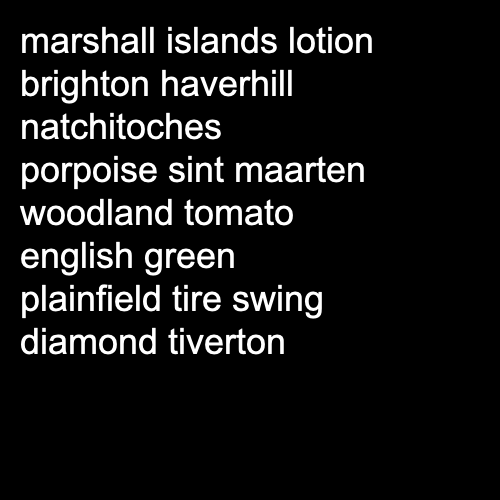 marshall islands lotion
brighton haverhill
natchitoches
porpoise sint maarten
woodland tomato
english green
plainfield tire swing
diamond tiverton